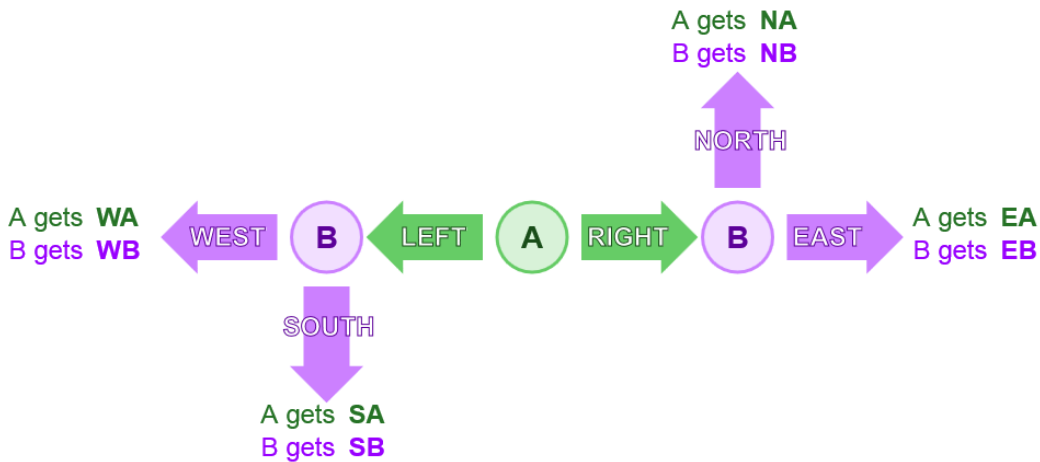 A gets NA
B gets NB
NORTH
A gets WA
B gets WB
WEST
B
LEFT
A
RIGHT
B
EAST
A gets EA
B gets EB
SOUTH
A gets SA
B gets SB